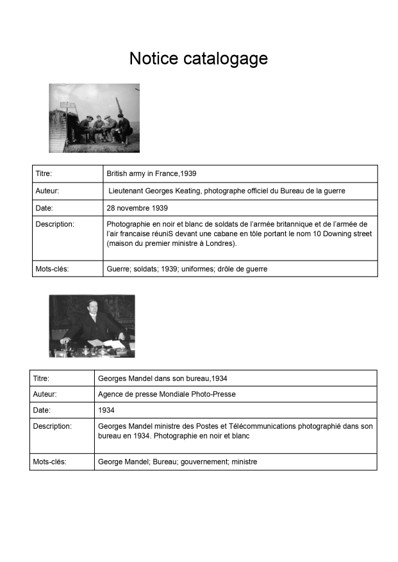 Notice catalogage
Titre: British army in France,1939
Auteur: Lieutenant Georges Keating, photographe officiel du Bureau de la guerre
Date: 28 novembre 1939
Description: Photographie en noir et blanc de soldats de l'armée britannique et de l'armée de
l'air francaise réuniS devant une cabane en tôle portant le nom 10 Downing street
(maison du premier ministre à Londres).
Mots-clés: Guerre; soldats; 1939; uniformes; drôle de guerre
Titre: Georges Mandel dans son bureau,1934
Auteur: Agence de presse Mondiale Photo-Presse
Date: 1934
Description: Georges Mandel ministre des Postes et Télécommunications photographié dans son
bureau en 1934. Photographie en noir et blanc
Mots-clés: George Mandel; Bureau; gouvernement; ministre